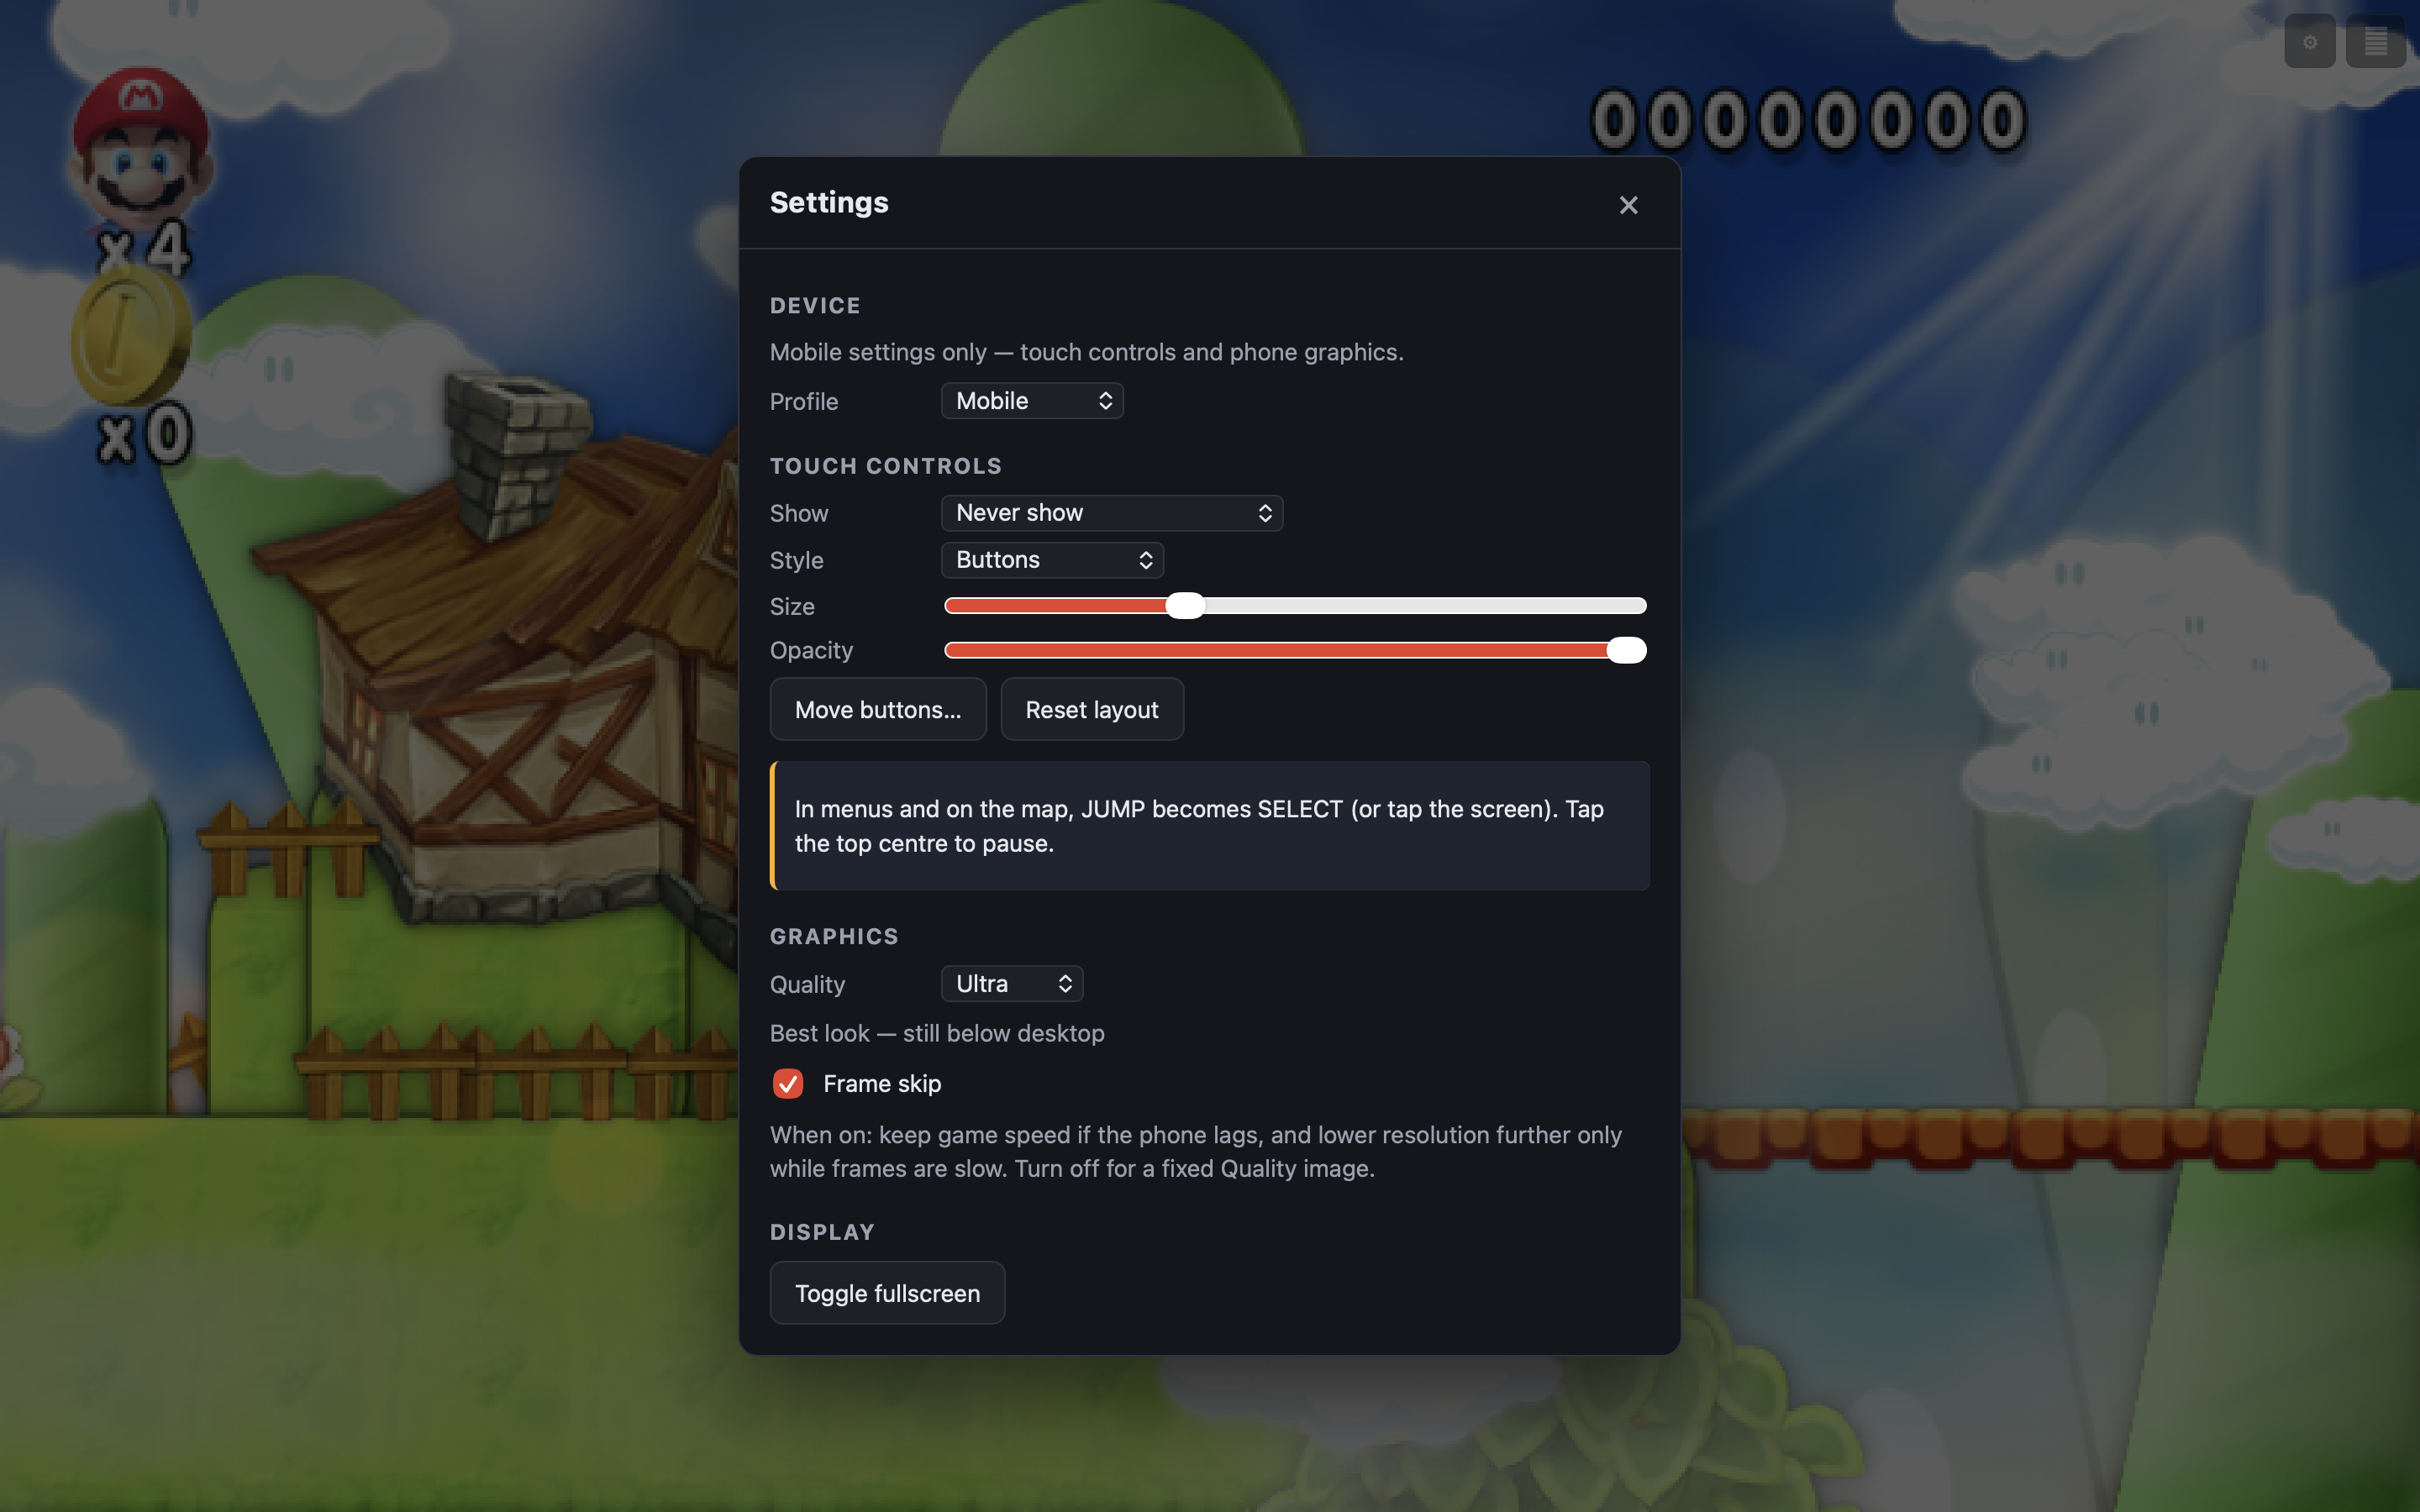 x4
x0
00000000
Settings
DEVICE
Mobile settings only — touch controls and phone graphics.
Profile
Mobile
TOUCH CONTROLS
Show
Never show
Style
Buttons
Size
Opacity
Move buttons...
Reset layout
In menus and on the map, JUMP becomes SELECT (or tap the screen). Tap
the top centre to pause.
GRAPHICS
Quality
Ultra
Best look — still below desktop
Frame skip
When on: keep game speed if the phone lags, and lower resolution further only
while frames are slow. Turn off for a fixed Quality image.
DISPLAY
Toggle fullscreen